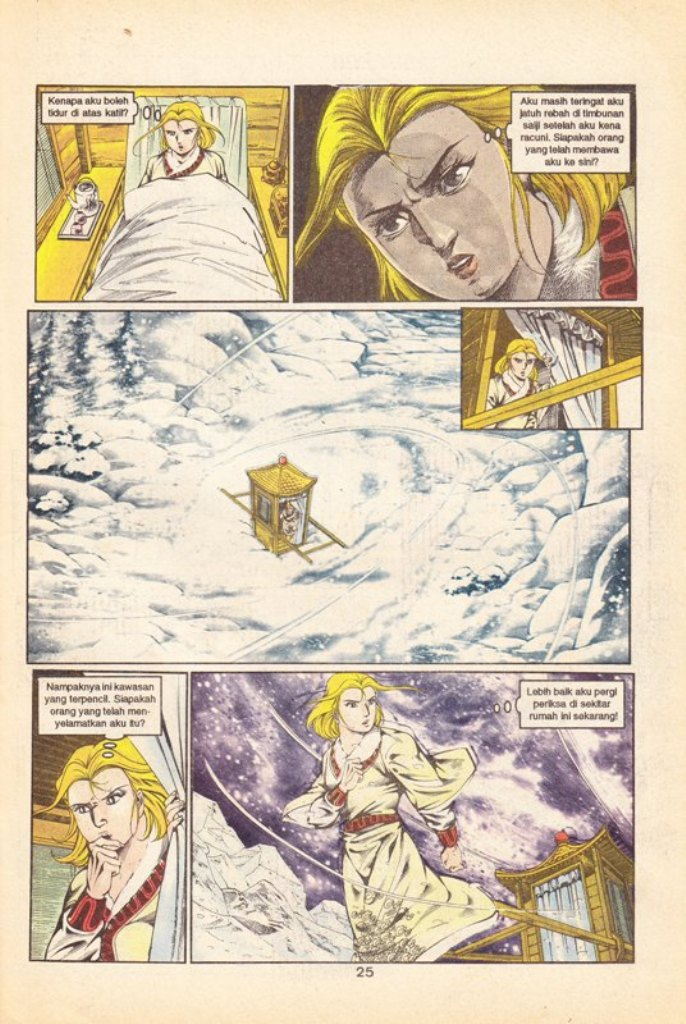 Kenapa aku boleh
tidur di atas katil?
Aku masih teringat aku
jatuh rebah di timbunan
salji setelah aku kena
racuni. Siapakah orang
yang telah membawa
aku ke sini?
Nampaknya ini kawasan
yang terpencil. Siapakah
orang yang telah men-
yelamatkan aku itu?
Lebih baik aku pergi
periksa di sekitar
rumah ini sekarang!
25